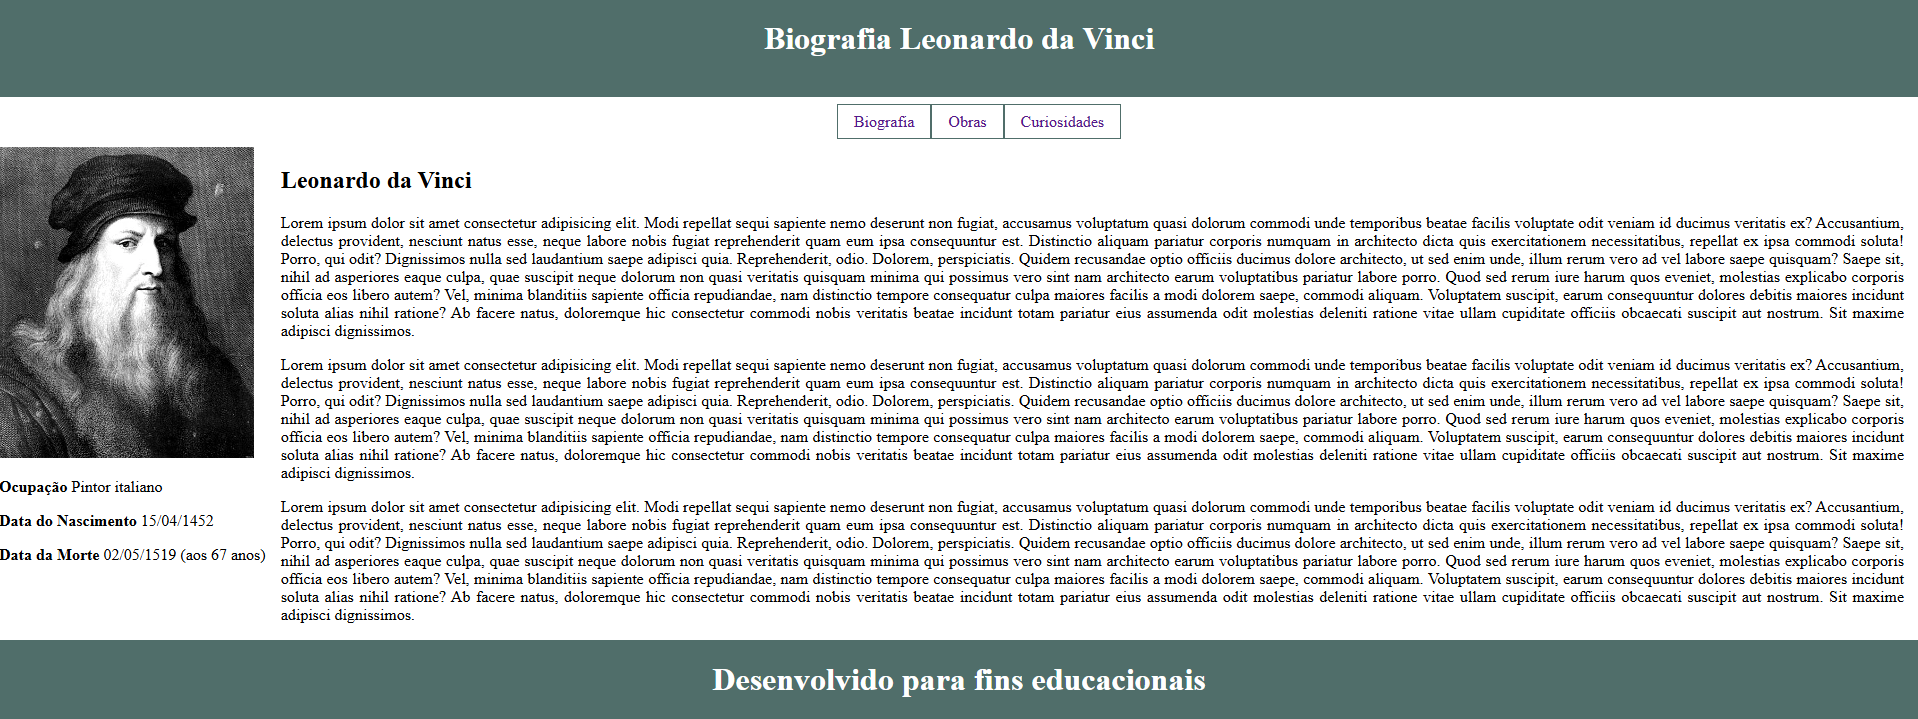 Biografia Leonardo da Vinci
Biografia
Obras
Curiosidades
Leonardo da Vinci
Lorem ipsum dolor sit amet consectetur adipisicing elit. Modi repellat sequi sapiente nemo deserunt non fugiat, accusamus voluptatum quasi dolorum commodi unde temporibus beatae facilis voluptate odit veniam id ducimus veritatis ex? Accusantium,
delectus provident, nesciunt natus esse, neque labore nobis fugiat reprehenderit quam eum ipsa consequuntur est. Distinctio aliquam pariatur corporis numquam in architecto dicta quis exercitationem necessitatibus, repellat ex ipsa commodi soluta!
Porro, qui odit? Dignissimos nulla sed laudantium saepe adipisci quia. Reprehenderit, odio. Dolorem, perspiciatis. Quidem recusandae optio officiis ducimus dolore architecto, ut sed enim unde, illum rerum vero ad vel labore saepe quisquam? Saepe sit,
nihil ad asperiores eaque culpa, quae suscipit neque dolorum non quasi veritatis quisquam minima qui possimus vero sint nam architecto earum voluptatibus pariatur labore porro. Quod sed rerum iure harum quos eveniet, molestias explicabo corporis
officia eos libero autem? Vel, minima blanditiis sapiente officia repudiandae, nam distinctio tempore consequatur culpa maiores facilis a modi dolorem saepe, commodi aliquam. Voluptatem suscipit, earum consequuntur dolores debitis maiores incidunt
soluta alias nihil ratione? Ab facere natus, doloremque hic consectetur commodi nobis veritatis beatae incidunt totam pariatur eius assumenda odit molestias deleniti ratione vitae ullam cupiditate officiis obcaecati suscipit aut nostrum. Sit maxime
adipisci dignissimos.
Lorem ipsum dolor sit amet consectetur adipisicing elit. Modi repellat sequi sapiente nemo deserunt non fugiat, accusamus voluptatum quasi dolorum commodi unde temporibus beatae facilis voluptate odit veniam id ducimus veritatis ex? Accusantium,
delectus provident, nesciunt natus esse, neque labore nobis fugiat reprehenderit quam eum ipsa consequuntur est. Distinctio aliquam pariatur corporis numquam in architecto dicta quis exercitationem necessitatibus, repellat ex ipsa commodi soluta!
Porro, qui odit? Dignissimos nulla sed laudantium saepe adipisci quia. Reprehenderit, odio. Dolorem, perspiciatis. Quidem recusandae optio officiis ducimus dolore architecto, ut sed enim unde, illum rerum vero ad vel labore saepe quisquam? Saepe sit,
nihil ad asperiores eaque culpa, quae suscipit neque dolorum non quasi veritatis quisquam minima qui possimus vero sint nam architecto earum voluptatibus pariatur labore porro. Quod sed rerum iure harum quos eveniet, molestias explicabo corporis
officia eos libero autem? Vel, minima blanditiis sapiente officia repudiandae, nam distinctio tempore consequatur culpa maiores facilis a modi dolorem saepe, commodi aliquam. Voluptatem suscipit, earum consequuntur dolores debitis maiores incidunt
soluta alias nihil ratione? Ab facere natus, doloremque hic consectetur commodi nobis veritatis beatae incidunt totam pariatur eius assumenda odit molestias deleniti ratione vitae ullam cupiditate officiis obcaecati suscipit aut nostrum. Sit maxime
adipisci dignissimos.
Lorem ipsum dolor sit amet consectetur adipisicing elit. Modi repellat sequi sapiente nemo deserunt non fugiat, accusamus voluptatum quasi dolorum commodi unde temporibus beatae facilis voluptate odit veniam id ducimus veritatis ex? Accusantium,
delectus provident, nesciunt natus esse, neque labore nobis fugiat reprehenderit quam eum ipsa consequuntur est. Distinctio aliquam pariatur corporis numquam in architecto dicta quis exercitationem necessitatibus, repellat ex ipsa commodi soluta!
Porro, qui odit? Dignissimos nulla sed laudantium saepe adipisci quia. Reprehenderit, odio. Dolorem, perspiciatis. Quidem recusandae optio officiis ducimus dolore architecto, ut sed enim unde, illum rerum vero ad vel labore saepe quisquam? Saepe sit,
nihil ad asperiores eaque culpa, quae suscipit neque dolorum non quasi veritatis quisquam minima qui possimus vero sint nam architecto earum voluptatibus pariatur labore porro. Quod sed rerum iure harum quos eveniet, molestias explicabo corporis
officia eos libero autem? Vel, minima blanditiis sapiente officia repudiandae, nam distinctio tempore consequatur culpa maiores facilis a modi dolorem saepe, commodi aliquam. Voluptatem suscipit, earum consequuntur dolores debitis maiores incidunt
soluta alias nihil ratione? Ab facere natus, doloremque hic consectetur commodi nobis veritatis beatae incidunt totam pariatur eius assumenda odit molestias deleniti ratione vitae ullam cupiditate officiis obcaecati suscipit aut nostrum. Sit maxime
adipisci dignissimos.
Ocupação Pintor italiano
Data do Nascimento 15/04/1452
Data da Morte 02/05/1519 (aos 67 anos)
Desenvolvido para fins educacionais